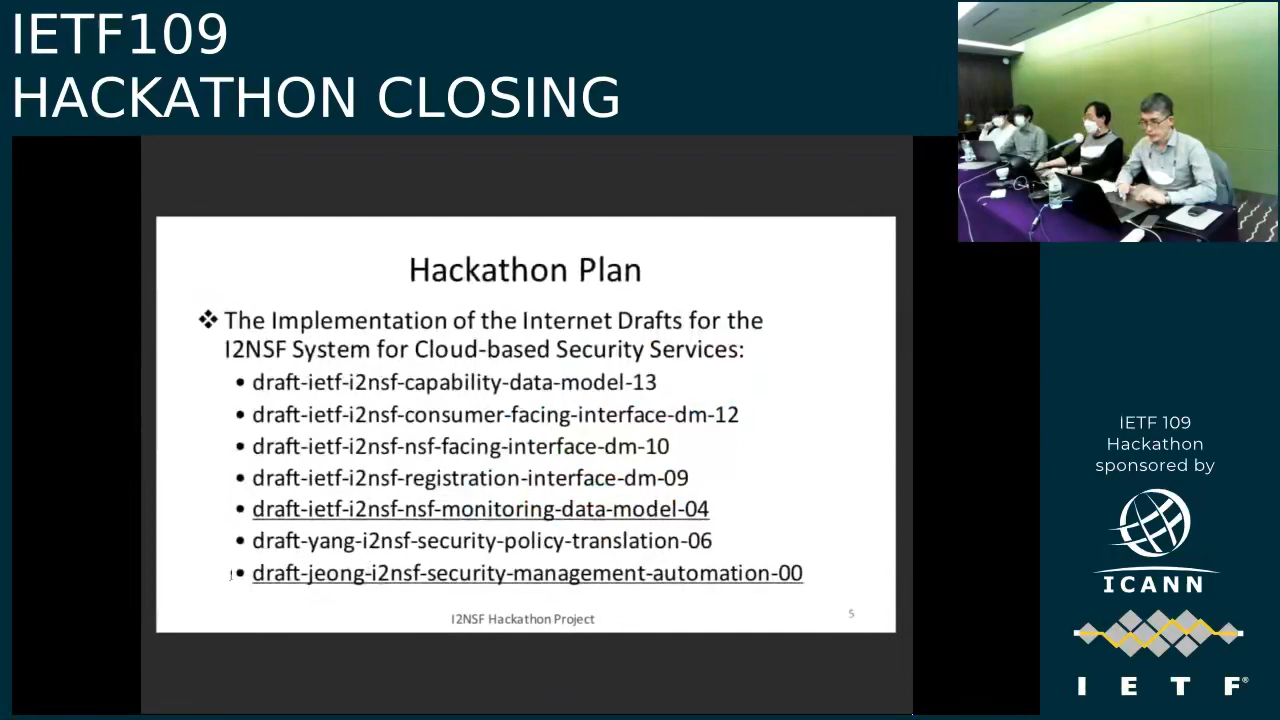 IETF109
HACKATHON CLOSING
Hackathon Plan
❖ The Implementation of the Internet Drafts for the
I2NSF System for Cloud-based Security Services:
• draft-ietf-i2nsf-capability-data-model-13
• draft-ietf-i2nsf-consumer-facing-interface-dm-12
• draft-ietf-i2nsf-nsf-facing-interface-dm-10
• draft-ietf-i2nsf-registration-interface-dm-09
• draft-ietf-i2nsf-nsf-monitoring-data-model-04
• draft-yang-i2nsf-security-policy-translation-06
• draft-jeong-i2nsf-security-management-automation-00
I2NSF Hackathon Project
5
IETF 109
Hackathon
sponsored by
ICANN
IETF®